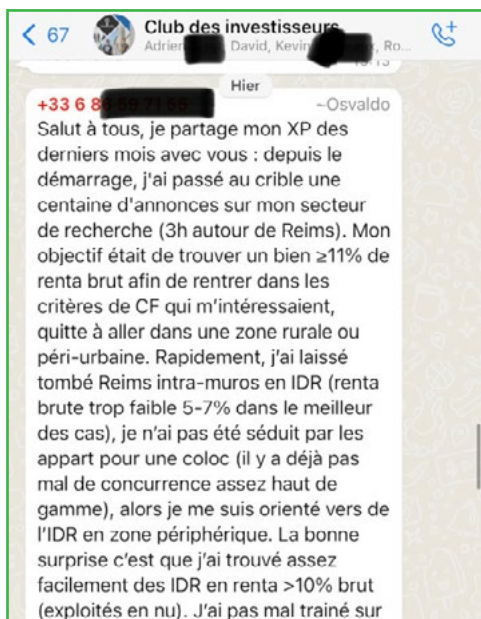 67
Club des investisseurs
Adrien David, Kevin Ro...
Hier
+33 6 8
~Osvaldo
Salut à tous, je partage mon XP des
derniers mois avec vous : depuis le
démarrage, j'ai passé au crible une
centaine d'annonces sur mon secteur
de recherche (3h autour de Reims). Mon
objectif était de trouver un bien ≥11% de
renta brut afin de rentrer dans les
critères de CF qui m'intéressaient,
quitte à aller dans une zone rurale ou
péri-urbaine. Rapidement, j'ai laissé
tombé Reims intra-muros en IDR (renta
brute trop faible 5-7% dans le meilleur
des cas), je n'ai pas été séduit par les
appart pour une coloc (il y a déjà pas
mal de concurrence assez haut de
gamme), alors je me suis orienté vers de
l'IDR en zone périphérique. La bonne
surprise c'est que j'ai trouvé assez
facilement des IDR en renta >10% brut
(exploités en nu). J'ai pas mal trainé sur